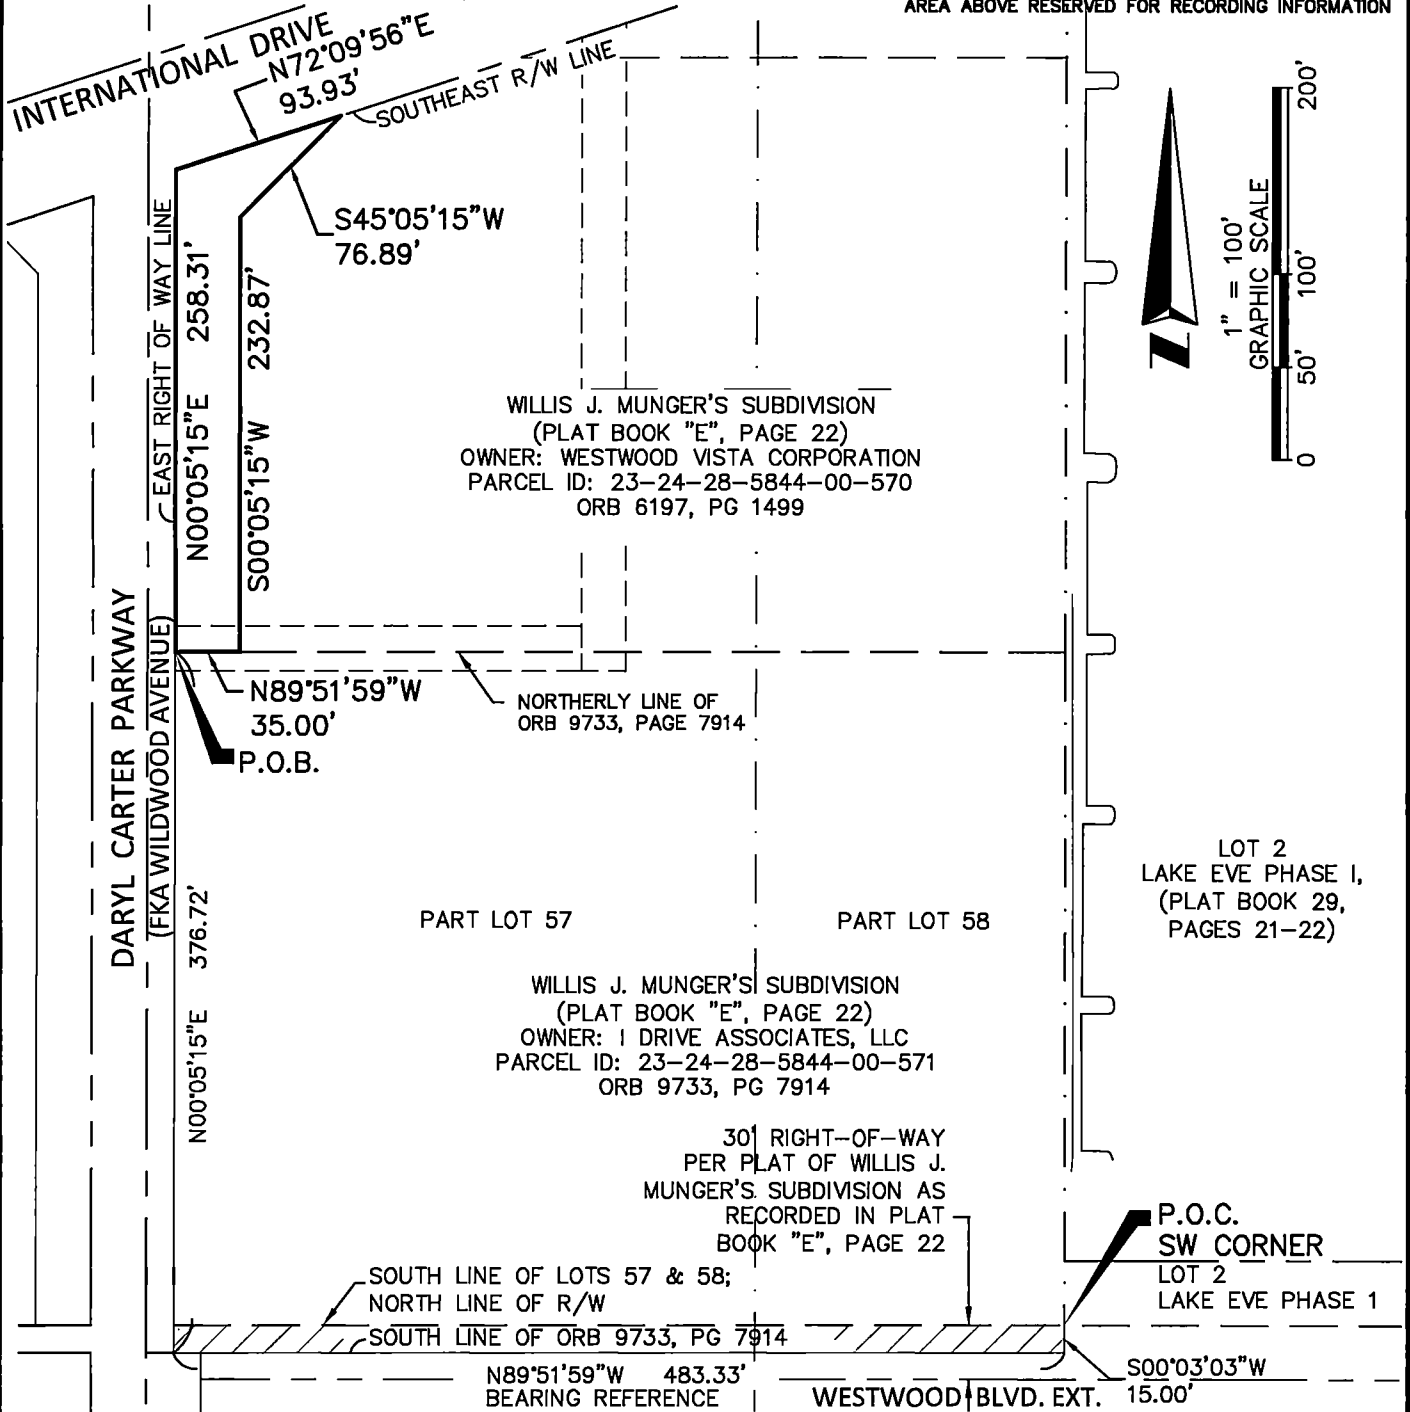 AREA ABOVE RESERVED FOR RECORDING INFORMATION
INTERNATIONAL DRIVE
N72°09'56"E
93.93'
SOUTHEAST R/W LINE
S45°05'15"W
76.89'
EAST RIGHT OF WAY LINE
N00°05'15"E 258.31'
S00°05'15"W 232.87'
1" = 100'
GRAPHIC SCALE
0 50' 100' 200'
N
WILLIS J. MUNGER'S SUBDIVISION
(PLAT BOOK "E", PAGE 22)
OWNER: WESTWOOD VISTA CORPORATION
PARCEL ID: 23-24-28-5844-00-570
ORB 6197, PG 1499
DARYL CARTER PARKWAY
(FKA WILDWOOD AVENUE)
N89°51'59"W
35.00'
P.O.B.
NORTHERLY LINE OF
ORB 9733, PAGE 7914
N00°05'15"E 376.72'
PART LOT 57
PART LOT 58
LOT 2
LAKE EVE PHASE I,
(PLAT BOOK 29,
PAGES 21-22)
WILLIS J. MUNGER'S SUBDIVISION
(PLAT BOOK "E", PAGE 22)
OWNER: I DRIVE ASSOCIATES, LLC
PARCEL ID: 23-24-28-5844-00-571
ORB 9733, PG 7914
30' RIGHT-OF-WAY
PER PLAT OF WILLIS J.
MUNGER'S SUBDIVISION AS
RECORDED IN PLAT
BOOK "E", PAGE 22
P.O.C.
SW CORNER
LOT 2
LAKE EVE PHASE 1
SOUTH LINE OF LOTS 57 & 58;
NORTH LINE OF R/W
SOUTH LINE OF ORB 9733, PG 7914
N89°51'59"W 483.33'
BEARING REFERENCE
WESTWOOD BLVD. EXT.
S00°03'03"W
15.00'